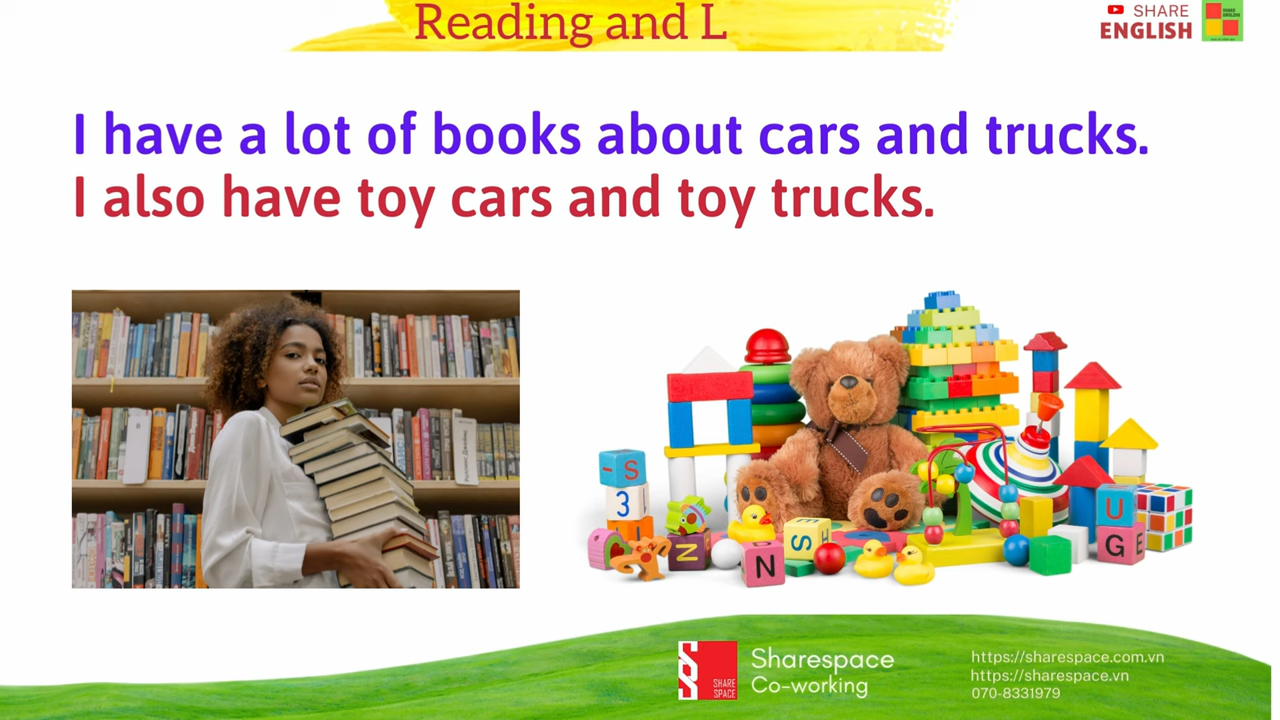 Reading and L
SHARE
ENGLISH
I have a lot of books about cars and trucks.
I also have toy cars and toy trucks.
S
3
U
G E
N
S
N
SHARE
SPACE
Sharespace
Co-working
https://sharespace.com.vn
https://sharespace.vn
070-8331979